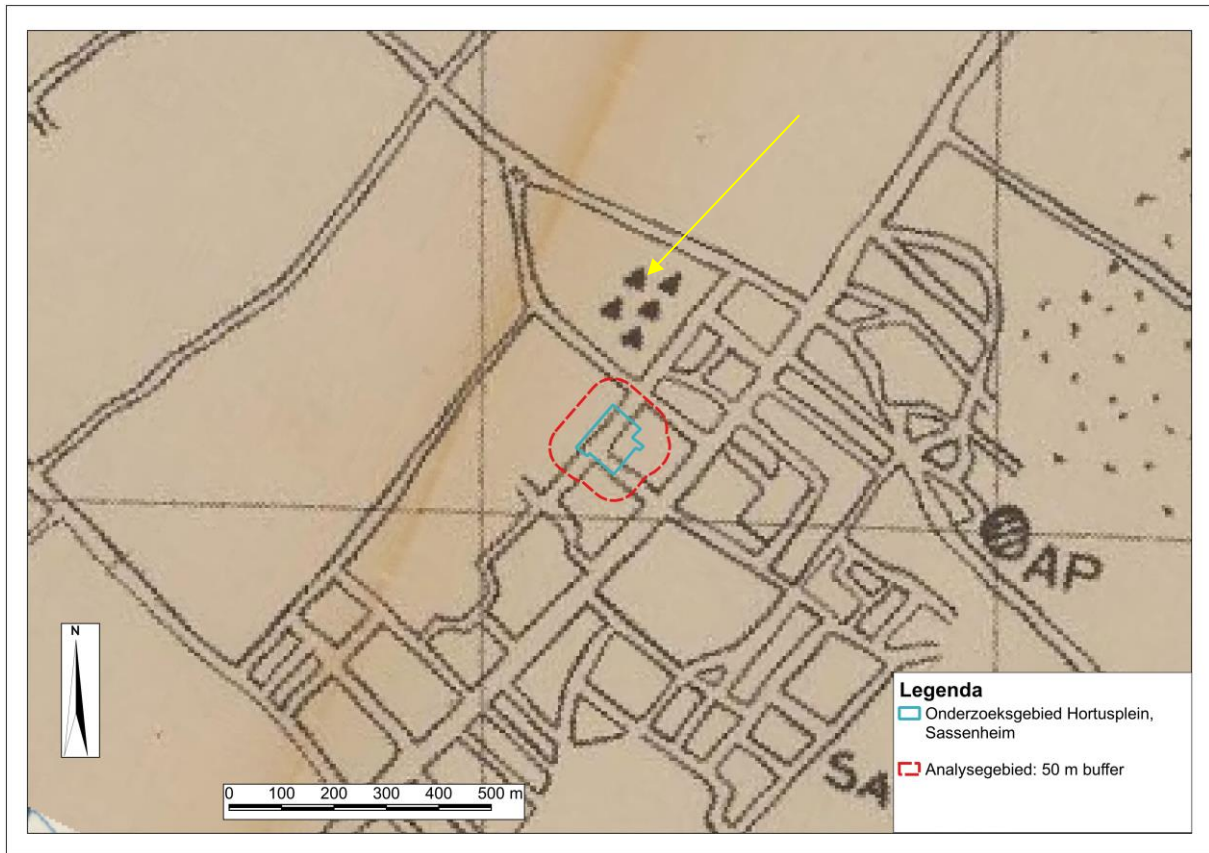 AP
SA
N
0 100 200 300 400 500 m
Legenda
Onderzoeksgebied Hortusplein,
Sassenheim
Analysegebied: 50 m buffer